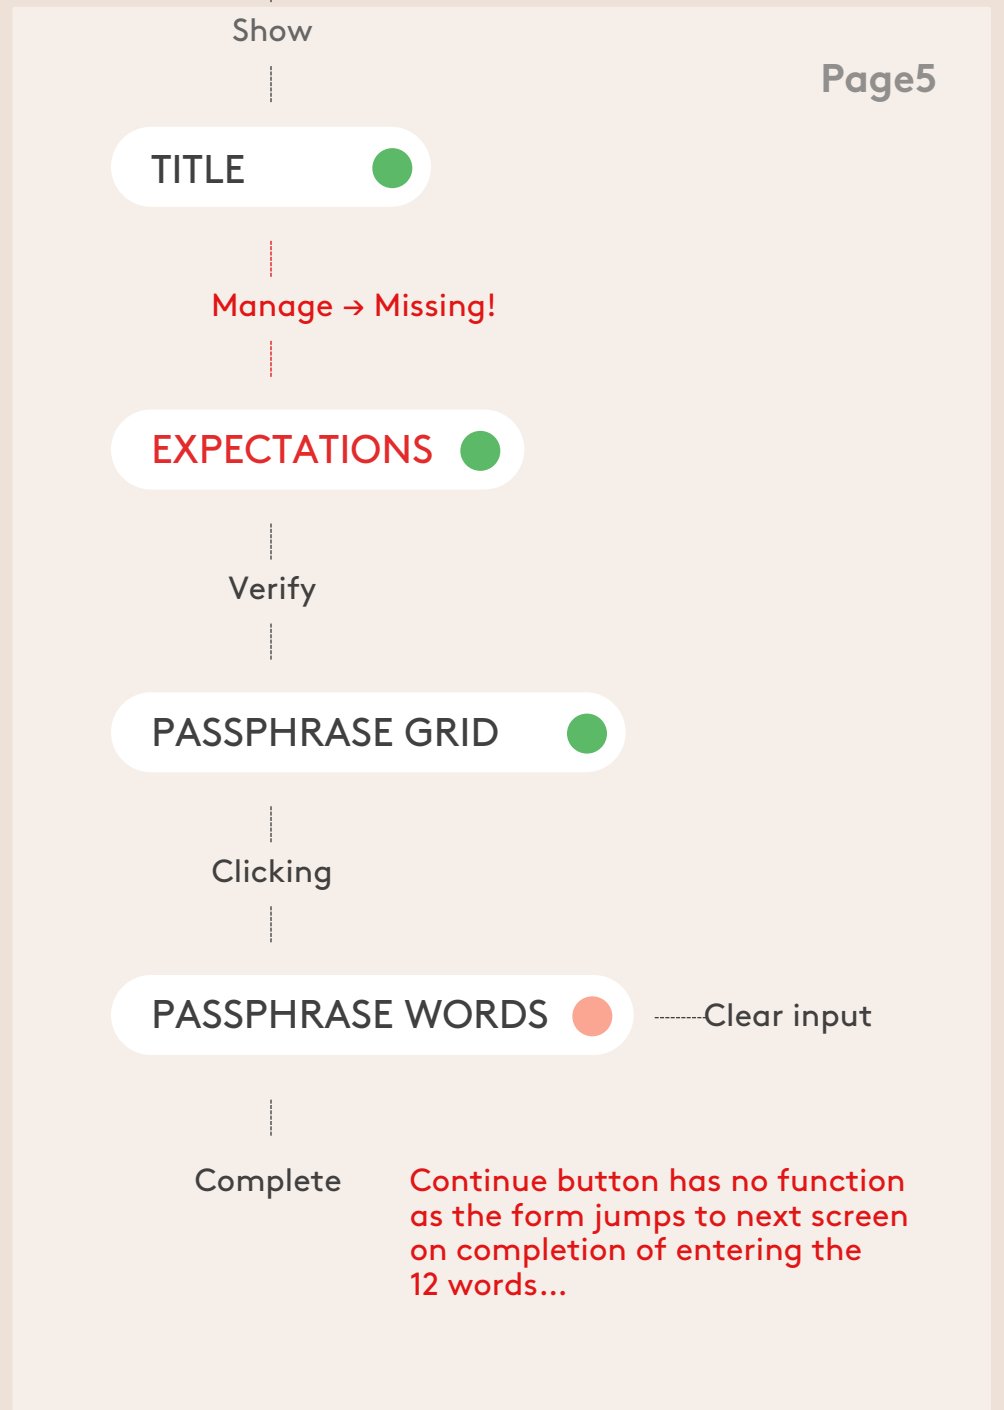 Show
Page5
TITLE
Manage → Missing!
EXPECTATIONS
Verify
PASSPHRASE GRID
Clicking
PASSPHRASE WORDS
Clear input
Complete
Continue button has no function
as the form jumps to next screen
on completion of entering the
12 words...